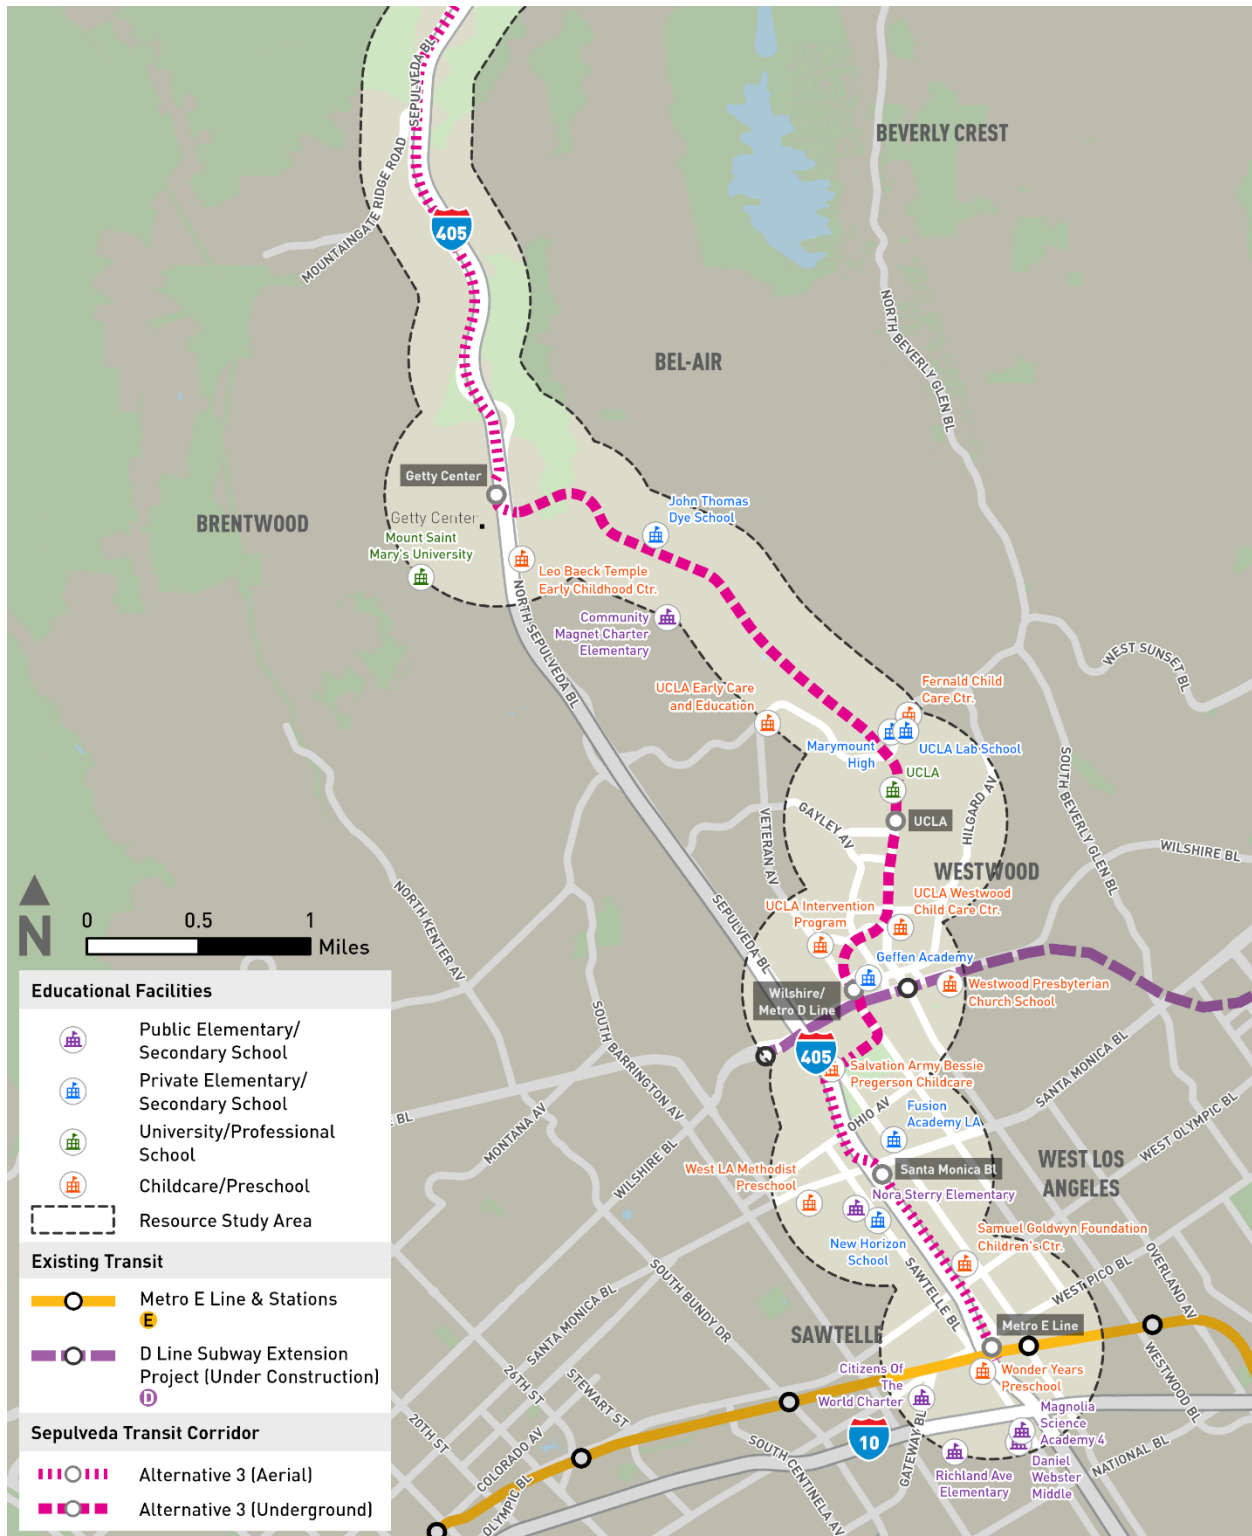 SEPULVEDA BL
BEVERLY CREST
MOUNTAINGATE RIDGE ROAD
405
NORTH BEVERLY GLEN BL
BEL-AIR
Getty Center
John Thomas
Dye School
BRENTWOOD
Getty Center
Mount Saint
Mary's University
Leo Baeck Temple
Early Childhood Ctr.
NORTH SEPULVEDA BL
Community
Magnet Charter
Elementary
WEST SUNSET BL
UCLA Early Care
and Education
Fernald Child
Care Ctr.
Marymount
High
UCLA Lab School
UCLA
SOUTH BEVERLY GLEN BL
VETERAN AV
GAYLEY AV
UCLA
HILGARD AV
WILSHIRE BL
WESTWOOD
NORTH KENTER AV
SEPULVEDA BL
UCLA Intervention
Program
UCLA Westwood
Child Care Ctr.
N
0
0.5
1
Miles
Geffen Academy
Westwood Presbyterian
Church School
Wilshire/
Metro D Line
Educational Facilities
Public Elementary/
Secondary School
Private Elementary/
Secondary School
University/Professional
School
Childcare/Preschool
Resource Study Area
Existing Transit
Metro E Line & Stations
E
D Line Subway Extension
Project (Under Construction)
D
Sepulveda Transit Corridor
Alternative 3 (Aerial)
Alternative 3 (Underground)
SOUTH BARRINGTON AV
405
Salvation Army Bessie
Pregerson Childcare
SANTA MONICA BL
BL
MONTANA AV
OHIO AV
Fusion
Academy LA
WEST OLYMPIC BL
WILSHIRE BL
West LA Methodist
Preschool
Santa Monica Bl
Nora Sterry Elementary
WEST LOS
ANGELES
New Horizon
School
Samuel Goldwyn Foundation
Children's Ctr.
OVERLAND AV
SAWTELLE BL
WEST PICO BL
SOUTH BUNDY DR
SANTA MONICA BL
SAWTELLE
Metro E Line
WESTWOOD BL
26TH ST
STEWART ST
Citizens Of
The
World Charter
Wonder Years
Preschool
20TH ST
COLORADO AV
OLYMPIC BL
10
SOUTH CENTINELA AV
GATEWAY BL
Magnolia
Science
Academy 4
Richland Ave
Elementary
Daniel
Webster
Middle
NATIONAL BL